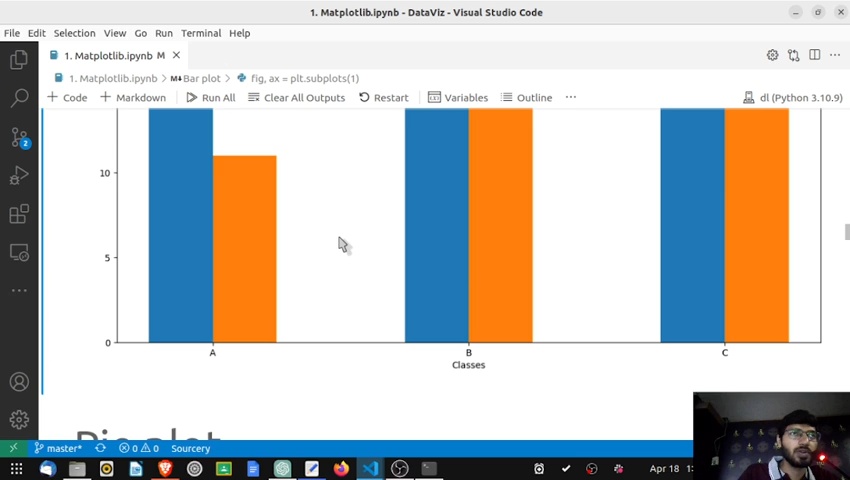 1. Matplotlib.ipynb - DataViz - Visual Studio Code
File Edit Selection View Go Run Terminal Help
1. Matplotlib.ipynb M
1. Matplotlib.ipynb > M↓Bar plot > fig, ax = plt.subplots(1)
+ Code + Markdown Run All Clear All Outputs Restart Variables Outline ... dl (Python 3.10.9)
10
5
0
A B C
Classes
2
master* 0 0 Sourcery
Apr 18